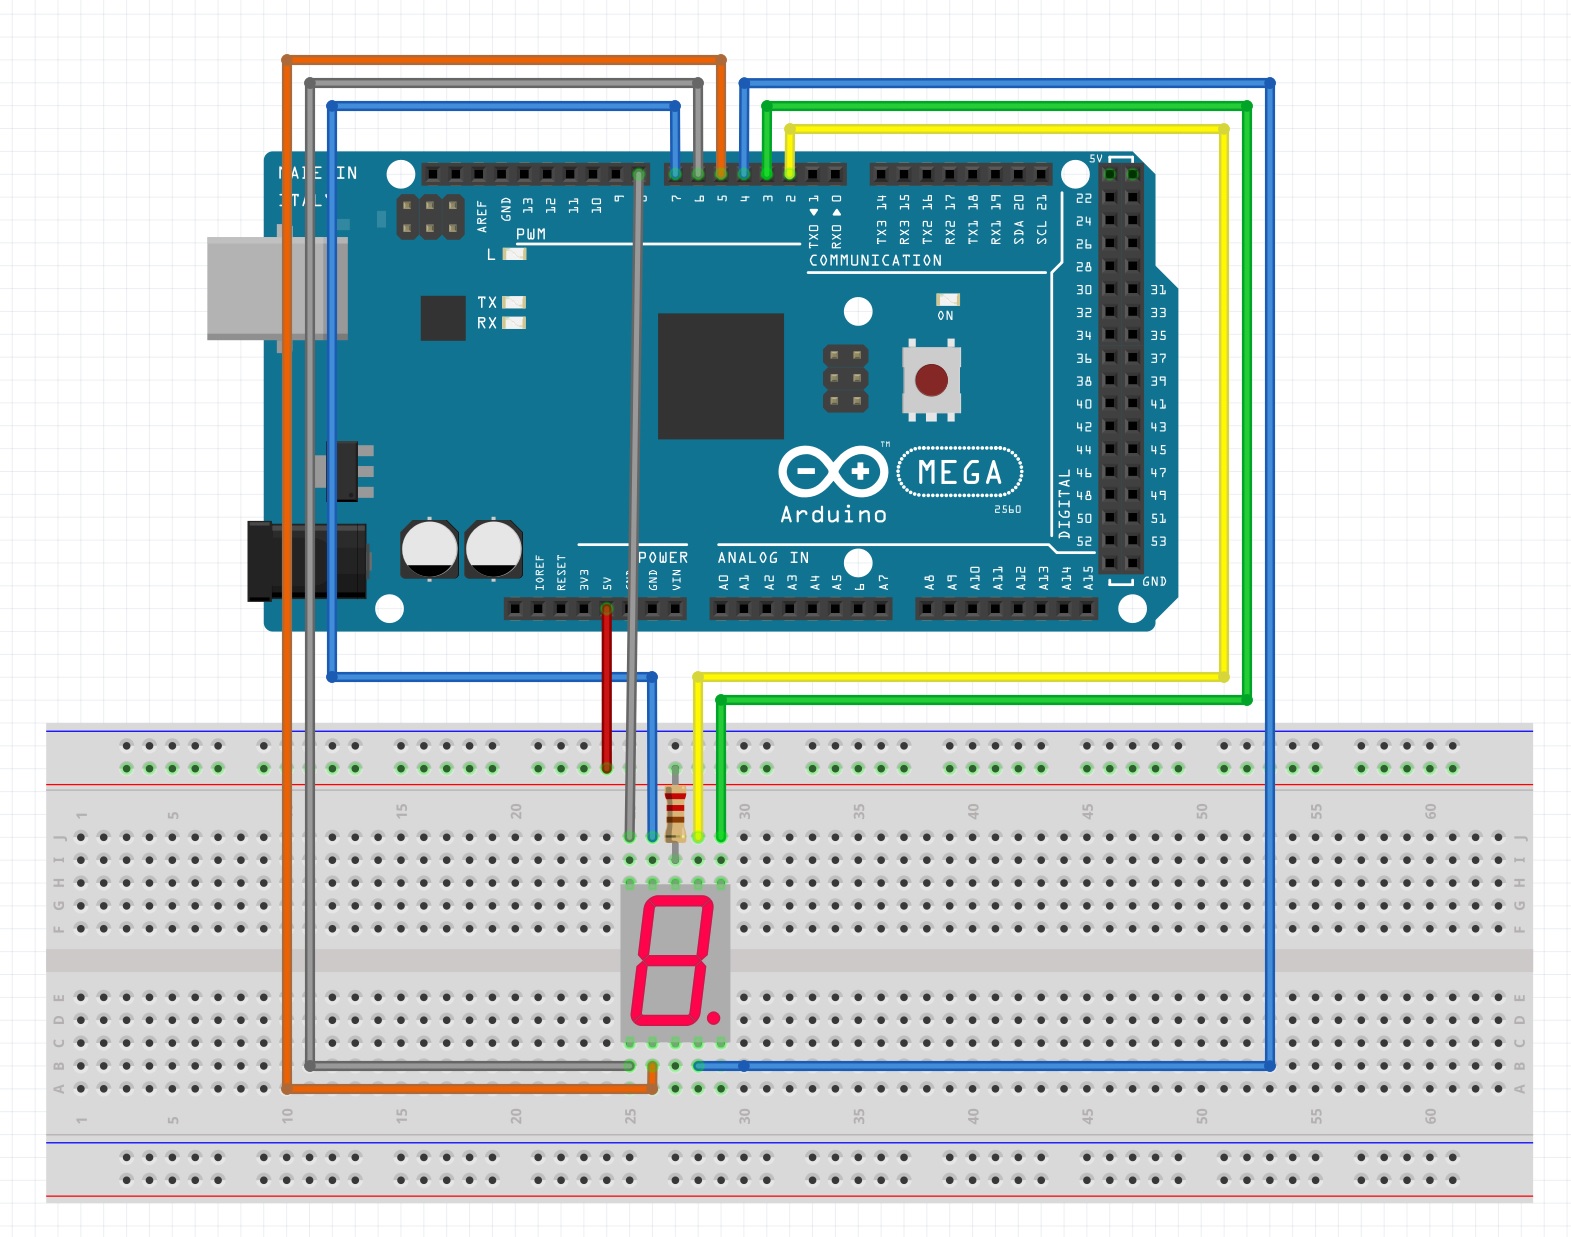 MADE IN
ITALY
AREF
GND
13
12
11
10
9
8
7
6
5
4
3
2
TX0 1
RX0 0
TX3 14
RX3 15
TX2 16
RX2 17
TX1 18
RX1 19
SDA 20
SCL 21
5V
PWM
COMMUNICATION
L
TX
RX
ON
22
24
26
28
30 31
32 33
34 35
36 37
38 39
40 41
42 43
44 45
46 47
48 49
50 51
52 53
GND
DIGITAL
TM
MEGA
2560
Arduino
POWER
ANALOG IN
IOREF
RESET
3V3
5V
GND
GND
VIN
A0
A1
A2
A3
A4
A5
6
A7
A8
A9
A10
A11
A12
A13
A14
A15
1 5 15 20 30 35 40 45 50 55 60
J J
I I
H H
G G
F F
E E
D D
C C
B B
A A
1 5 10 15 20 25 30 35 40 45 50 55 60